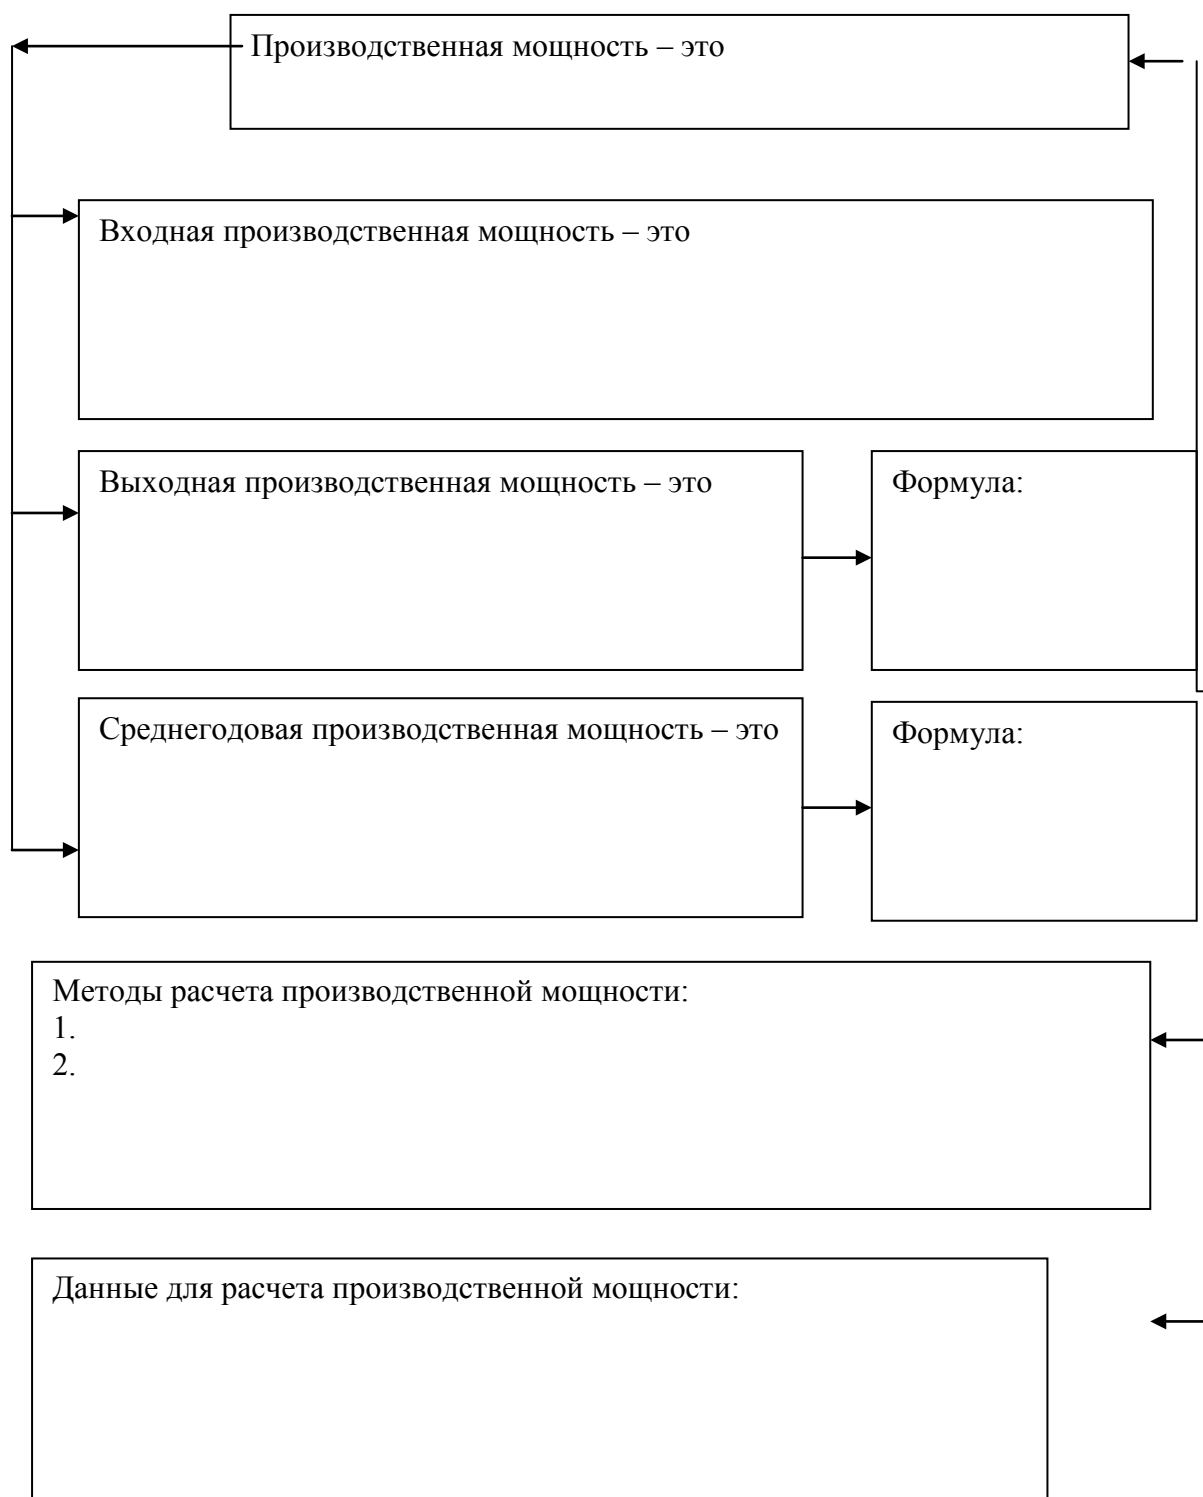 Производственная мощность – это
Входная производственная мощность – это
Выходная производственная мощность – это
Формула:
Среднегодовая производственная мощность – это
Формула:
Методы расчета производственной мощности:
1.
2.
Данные для расчета производственной мощности: